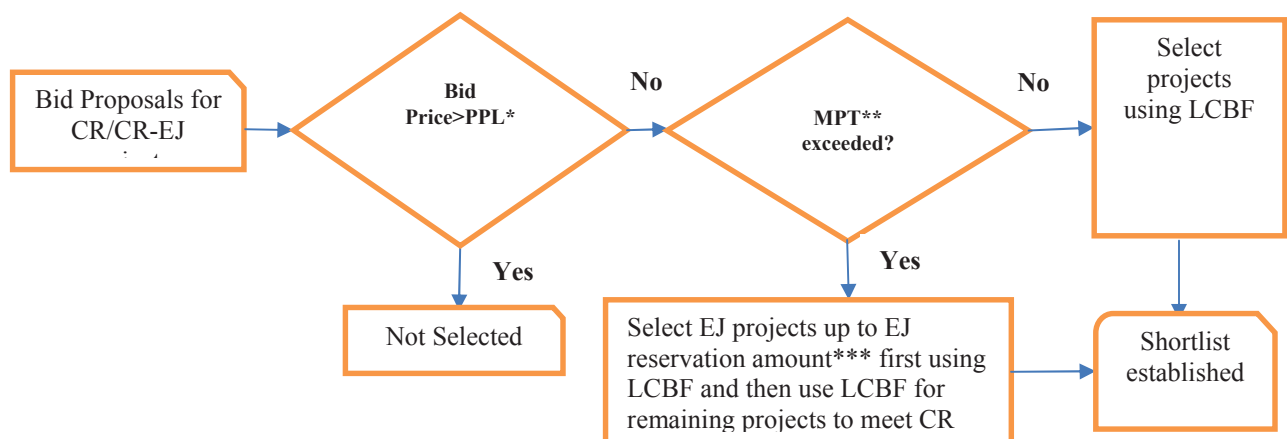 Bid Proposals for
CR/CR-EJ
Bid
Price>PPL*
No
MPT**
exceeded?
No
Select
projects
using LCBF
Yes
Not Selected
Yes
Select EJ projects up to EJ
reservation amount*** first using
LCBF and then use LCBF for
remaining projects to meet CR
Shortlist
established